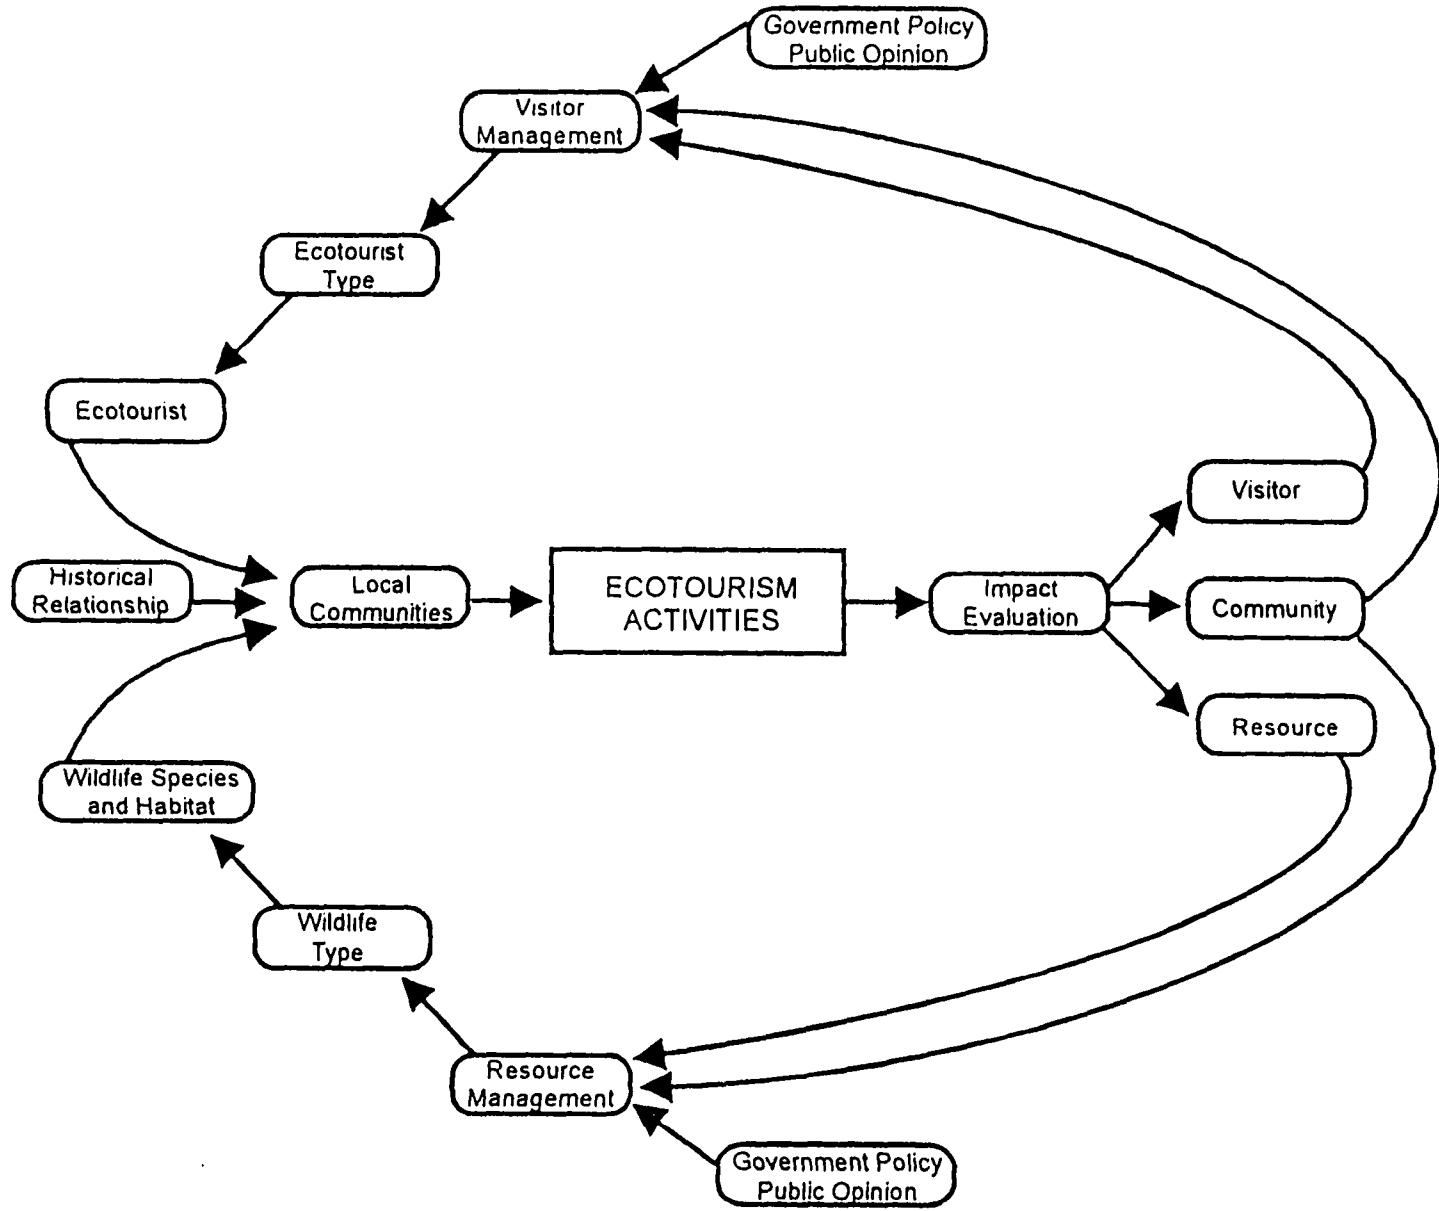 Government Policy
Public Opinion
Visitor
Management
Ecotourist
Type
Ecotourist
Visitor
Historical
Relationship
Local
Communities
ECOTOURISM
ACTIVITIES
Impact
Evaluation
Community
Resource
Wildlife Species
and Habitat
Wildlife
Type
Resource
Management
Government Policy
Public Opinion